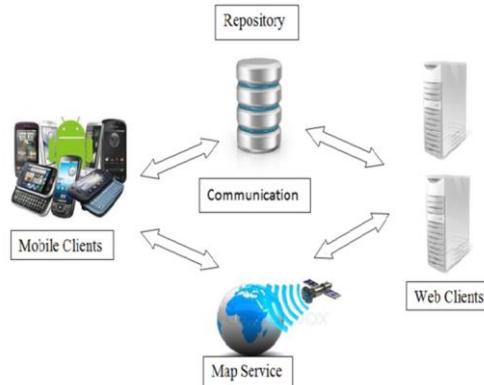 Repository
Communication
Mobile Clients
Web Clients
Map Service